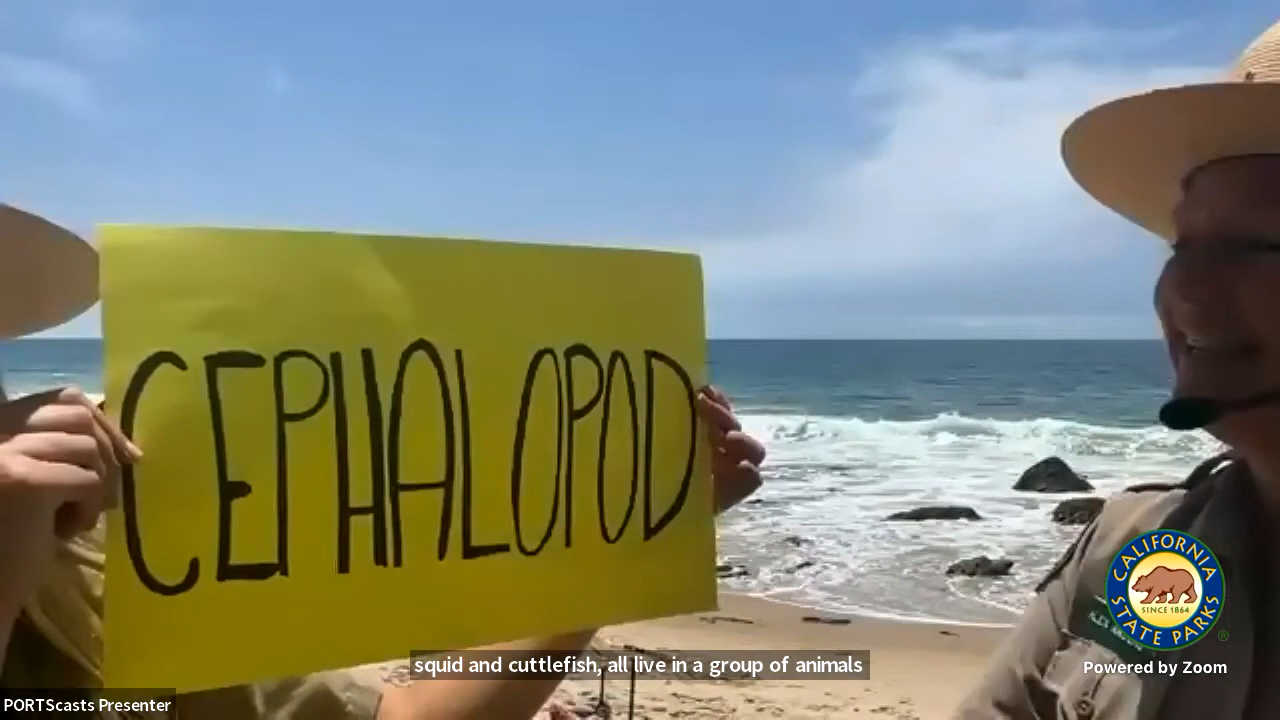 CEPHALOPOD
squid and cuttlefish, all live in a group of animals
CALIFORNIA
STATE PARKS
SINCE 1864
®
Powered by Zoom
PORTScasts Presenter